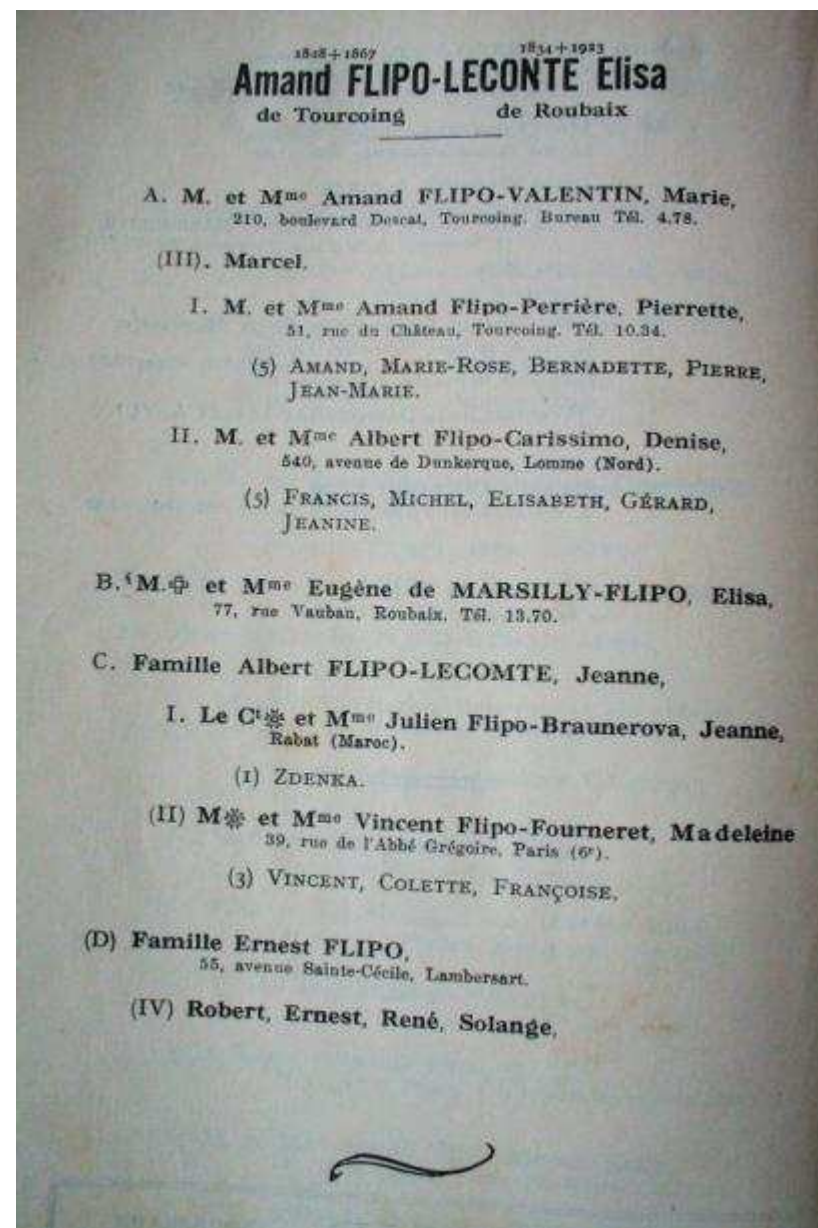 1828+1867 1834+1923
Amand FLIPO-LECONTE Elisa
de Tourcoing de Roubaix
A. M. et Mme Amand FLIPO-VALENTIN, Marie,
210, boulevard Descat, Tourcoing. Bureau Tél. 4.78.
(III). Marcel.
I. M. et Mme Amand Flipo-Perrière, Pierrette,
51, rue du Château, Tourcoing. Tél. 10.34.
(5) AMAND, MARIE-ROSE, BERNADETTE, PIERRE,
JEAN-MARIE.
II. M. et Mme Albert Flipo-Carissimo, Denise,
540, avenue de Dunkerque, Lomme (Nord).
(5) FRANCIS, MICHEL, ELISABETH, GÉRARD,
JEANINE.
B. M. et Mme Eugène de MARSILLY-FLIPO, Elisa,
77, rue Vauban, Roubaix. Tél. 13.70.
C. Famille Albert FLIPO-LECOMTE, Jeanne,
I. Le Ct et Mme Julien Flipo-Braunerova, Jeanne,
Rabat (Maroc).
(1) ZDENKA.
(II) M et Mme Vincent Flipo-Fourneret, Madeleine
39, rue de l'Abbé Grégoire, Paris (6e).
(3) VINCENT, COLETTE, FRANÇOISE.
(D) Famille Ernest FLIPO,
55, avenue Sainte-Cécile, Lambersart.
(IV) Robert, Ernest, René, Solange.